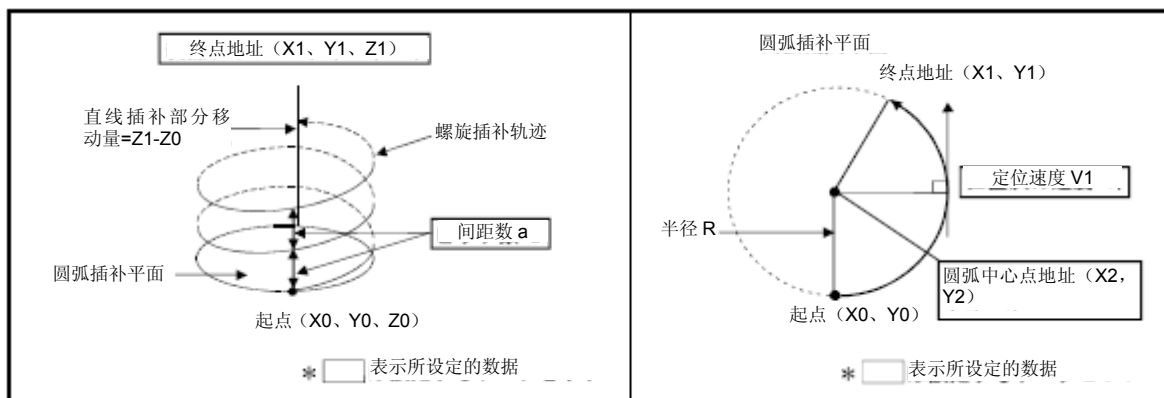 终点地址（X1、Y1、Z1）
直线插补部分移
动量=Z1-Z0
螺旋插补轨迹
间距数 a
圆弧插补平面
起点（X0、Y0、Z0）
* 表示所设定的数据
圆弧插补平面
终点地址（X1、Y1）
定位速度 V1
半径 R
圆弧中心点地址（X2，
Y2）
起点（X0、Y0）
* 表示所设定的数据